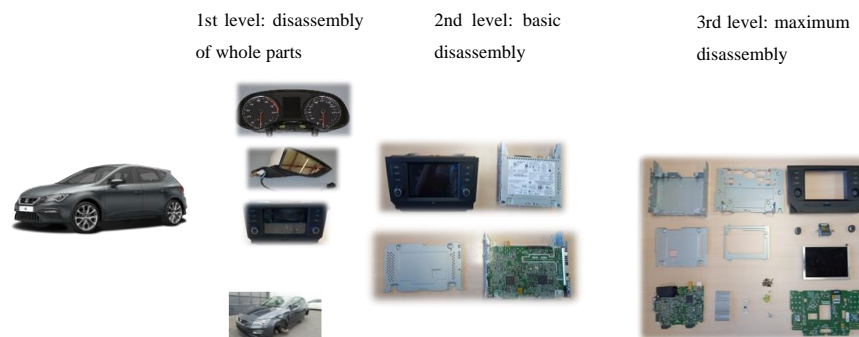 1st level: disassembly
of whole parts
2nd level: basic
disassembly
3rd level: maximum
disassembly